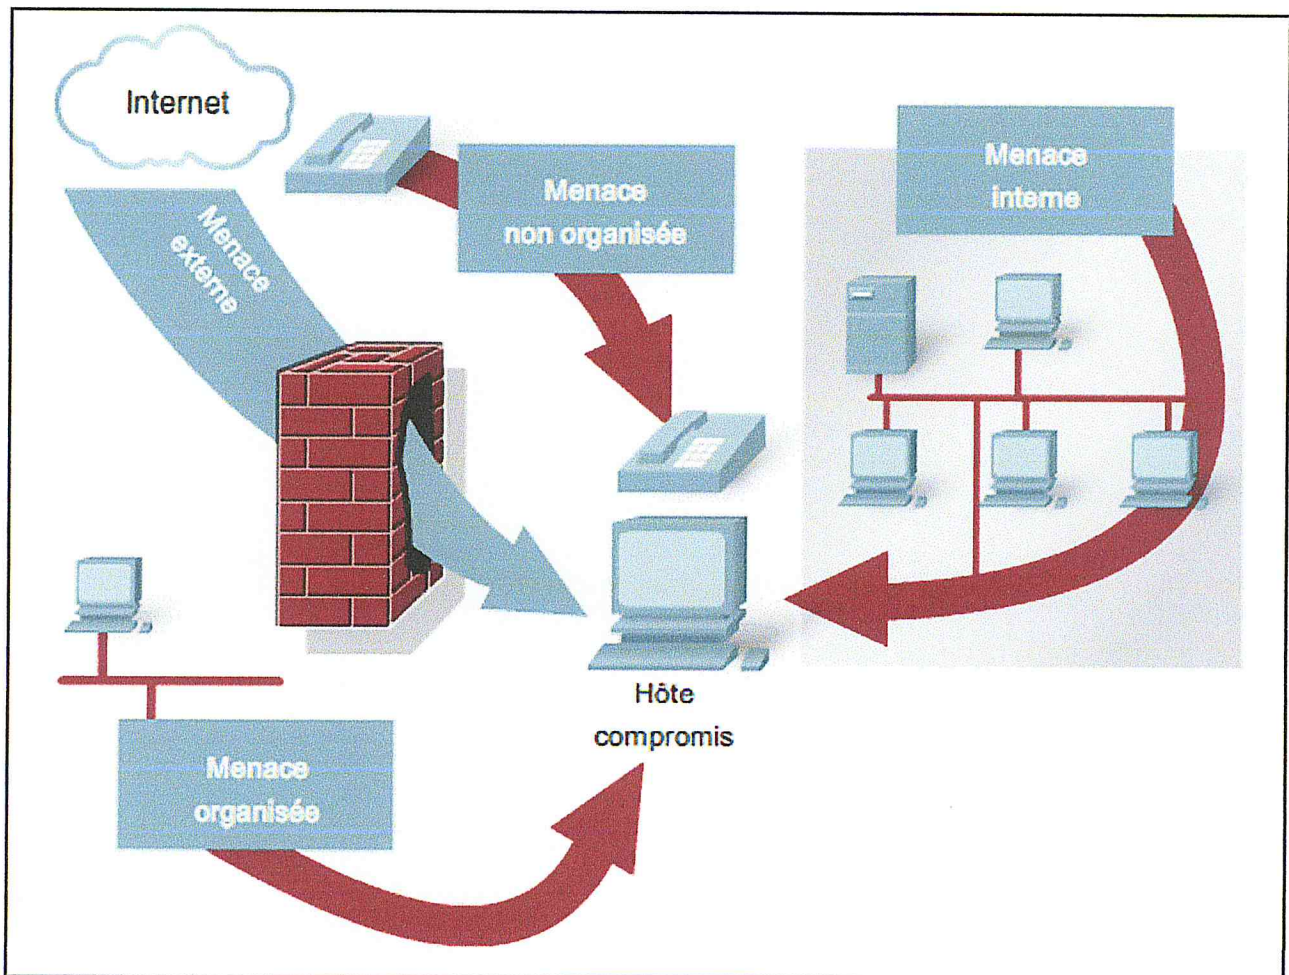 Internet
Menace
externe
Menace
non organisée
Menace
interne
Hôte
compromis
Menace
organisée